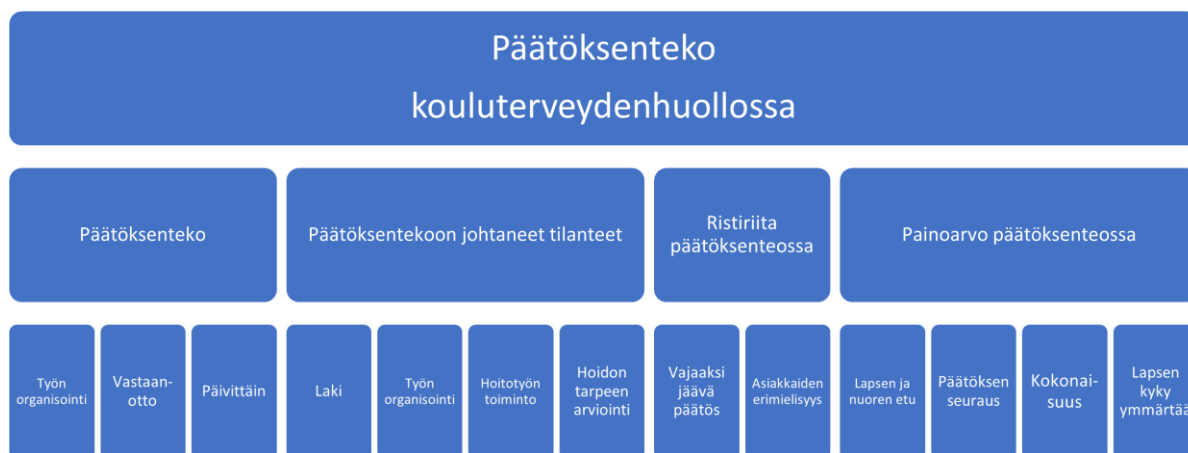 Päätöksenteko
kouluterveydenhuollossa
Päätöksenteko
Päätöksentekoon johtaneet tilanteet
Ristiriita
päätöksenteossa
Painoarvo päätöksenteossa
Työn
organisointi
Vastaan-
otto
Päivittäin
Laki
Työn
organisointi
Hoitotyön
toiminto
Hoidon
tarpeen
arviointi
Vajaaksi
jäävä
päätös
Asiakkaiden
erimielisyys
Lapsen ja
nuoren etu
Päätöksen
seuraus
Kokonai-
suus
Lapsen
kyky
ymmärtää